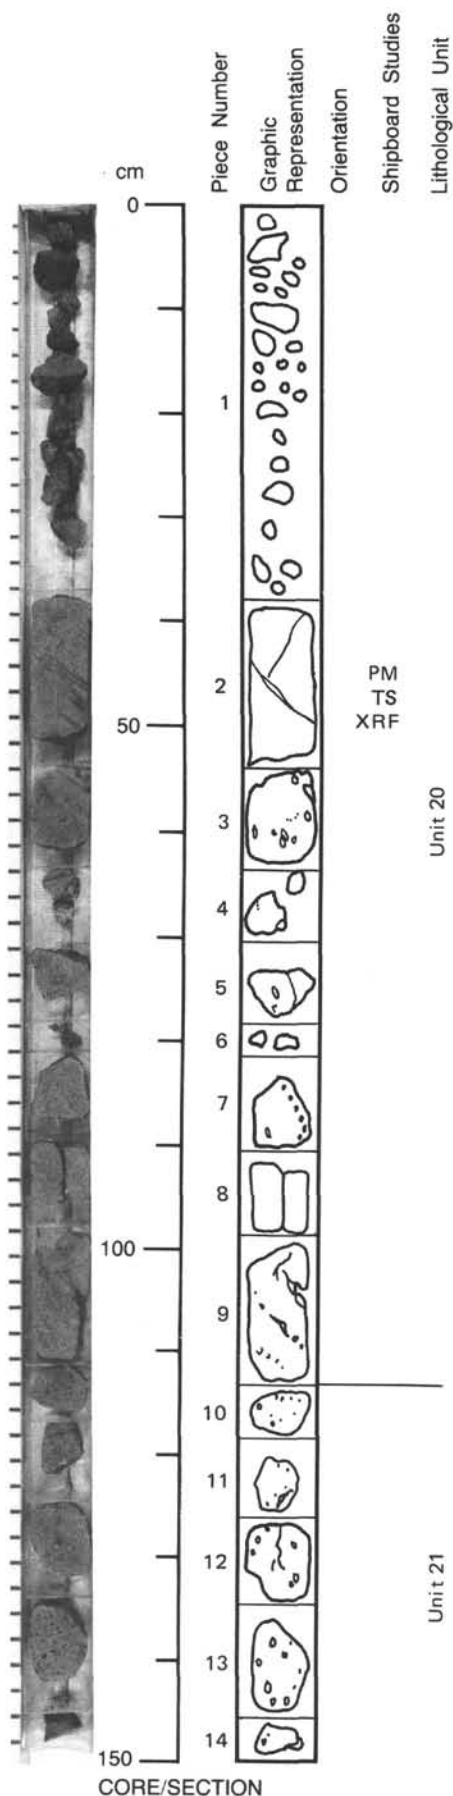 cm
Piece Number
Graphic
Representation
Orientation
Shipboard Studies
Lithological Unit
0
1
2
PM
TS
XRF
50
3
Unit 20
4
5
6
7
8
100
9
10
11
12
Unit 21
13
14
150
CORE/SECTION